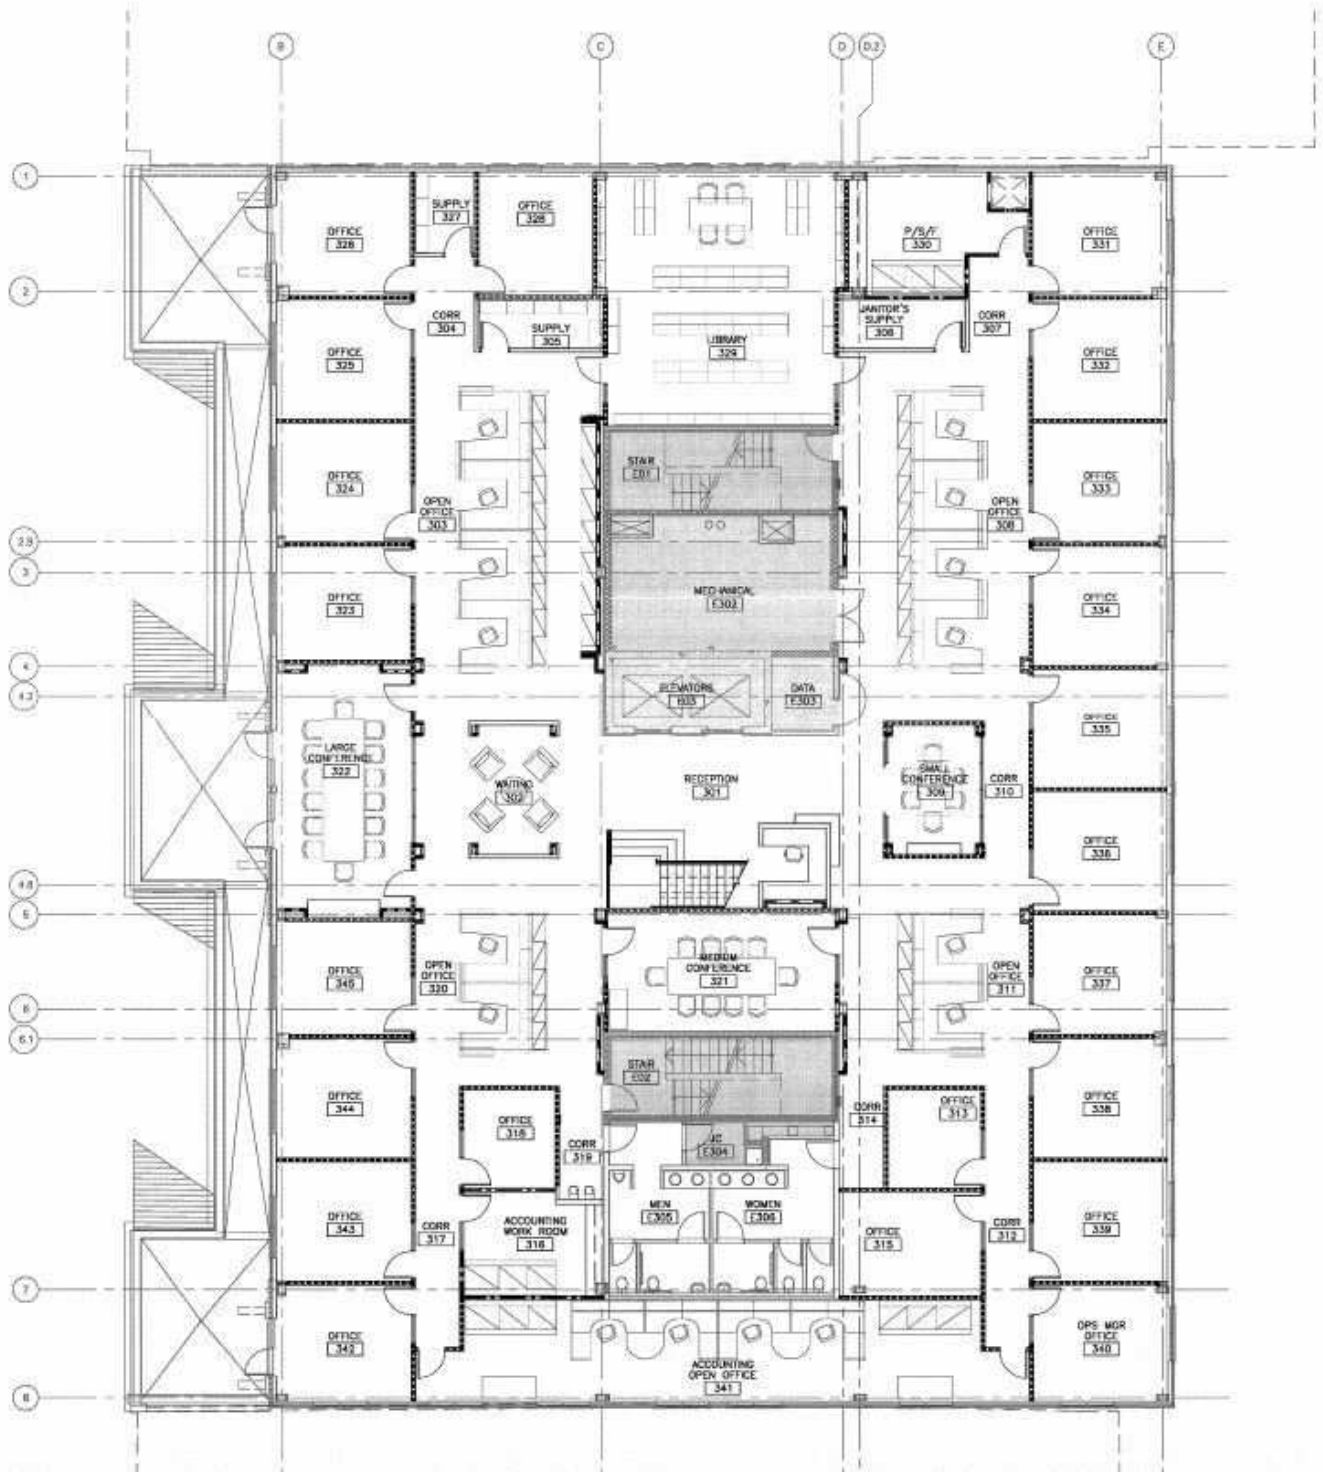 B
C
D
D.2
E
1
OFFICE
326
SUPPLY
327
OFFICE
328
P/S/F
330
OFFICE
331
2
CORR
304
SUPPLY
305
LIBRARY
329
JANITOR'S
SUPPLY
306
CORR
307
OFFICE
325
OFFICE
332
STAIR
E01
OFFICE
324
OPEN
OFFICE
303
OPEN
OFFICE
308
OFFICE
333
2.9
3
MECHANICAL
E302
OFFICE
323
OFFICE
334
4
4.2
ELEVATORS
E03
DATA
E303
OFFICE
335
LARGE
CONFERENCE
322
WAITING
302
RECEPTION
301
SMALL
CONFERENCE
309
CORR
310
OFFICE
336
4.8
5
OFFICE
345
OPEN
OFFICE
320
MEDIUM
CONFERENCE
321
OPEN
OFFICE
311
OFFICE
337
6
6.1
STAIR
E02
OFFICE
344
OFFICE
318
CORR
319
JC
E304
CORR
314
OFFICE
313
OFFICE
338
OFFICE
343
CORR
317
ACCOUNTING
WORK ROOM
316
MEN
E305
WOMEN
E306
OFFICE
315
CORR
312
OFFICE
339
7
OFFICE
342
ACCOUNTING
OPEN OFFICE
341
OPS MGR
OFFICE
340